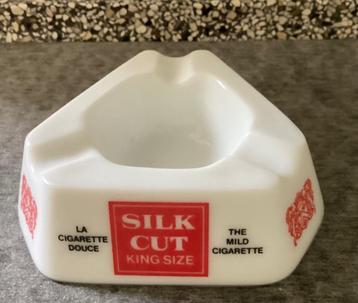 LA
CIGARETTE
DOUCE
SILK
CUT
KING SIZE
THE
MILD
CIGARETTE